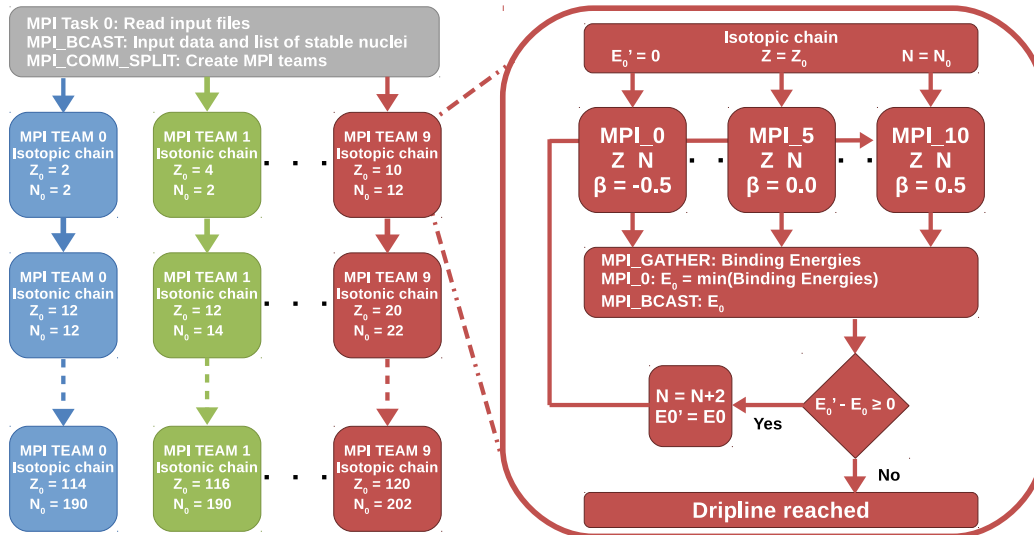 MPI Task 0: Read input files
MPI_BCAST: Input data and list of stable nuclei
MPI_COMM_SPLIT: Create MPI teams
MPI TEAM 0
Isotopic chain
Z₀ = 2
N₀ = 2
MPI TEAM 1
Isotonic chain
Z₀ = 4
N₀ = 2
. . .
MPI TEAM 9
Isotopic chain
Z₀ = 10
N₀ = 12
MPI TEAM 0
Isotopic chain
Z₀ = 12
N₀ = 12
MPI TEAM 1
Isotonic chain
Z₀ = 12
N₀ = 14
. . .
MPI TEAM 9
Isotopic chain
Z₀ = 20
N₀ = 22
MPI TEAM 0
Isotopic chain
Z₀ = 114
N₀ = 190
MPI TEAM 1
Isotonic chain
Z₀ = 116
N₀ = 190
. . .
MPI TEAM 9
Isotopic chain
Z₀ = 120
N₀ = 202
Isotopic chain
E₀’ = 0 Z = Z₀ N = N₀
MPI_0
Z N
β = -0.5
. . .
MPI_5
Z N
β = 0.0
. . .
MPI_10
Z N
β = 0.5
MPI_GATHER: Binding Energies
MPI_0: E₀ = min(Binding Energies)
MPI_BCAST: E₀
E₀’ - E₀ ≥ 0
Yes
N = N+2
E0’ = E0
No
Dripline reached